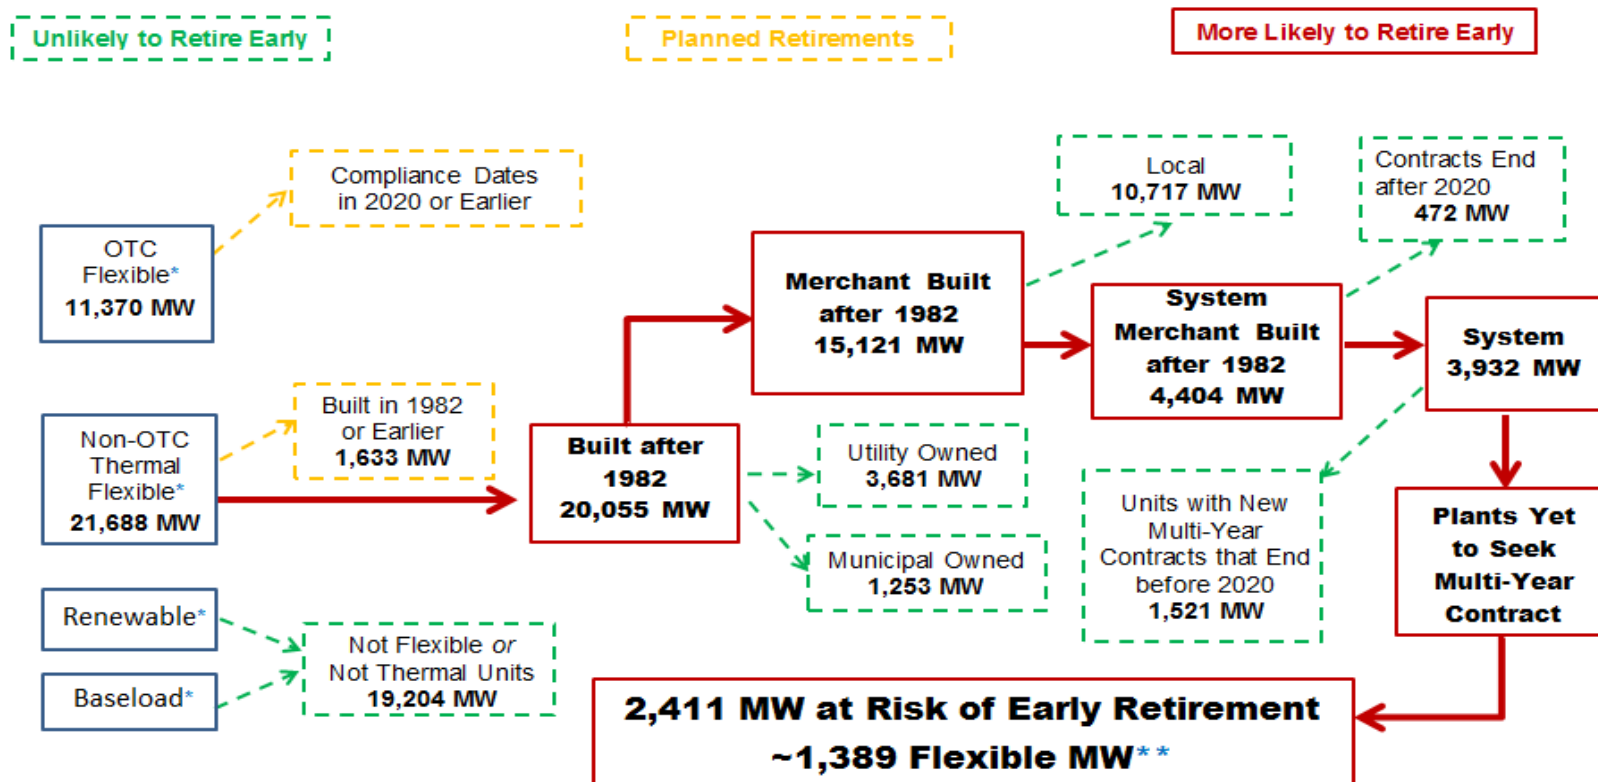 Unlikely to Retire Early
Planned Retirements
More Likely to Retire Early
OTC
Flexible*
11,370 MW
Compliance Dates
in 2020 or Earlier
Non-OTC
Thermal
Flexible*
21,688 MW
Built in 1982
or Earlier
1,633 MW
Renewable*
Baseload*
Not Flexible or
Not Thermal Units
19,204 MW
Built after
1982
20,055 MW
Utility Owned
3,681 MW
Municipal Owned
1,253 MW
Merchant Built
after 1982
15,121 MW
Local
10,717 MW
System
Merchant Built
after 1982
4,404 MW
Contracts End
after 2020
472 MW
System
3,932 MW
Units with New
Multi-Year
Contracts that End
before 2020
1,521 MW
Plants Yet
to Seek
Multi-Year
Contract
2,411 MW at Risk of Early Retirement
~1,389 Flexible MW**